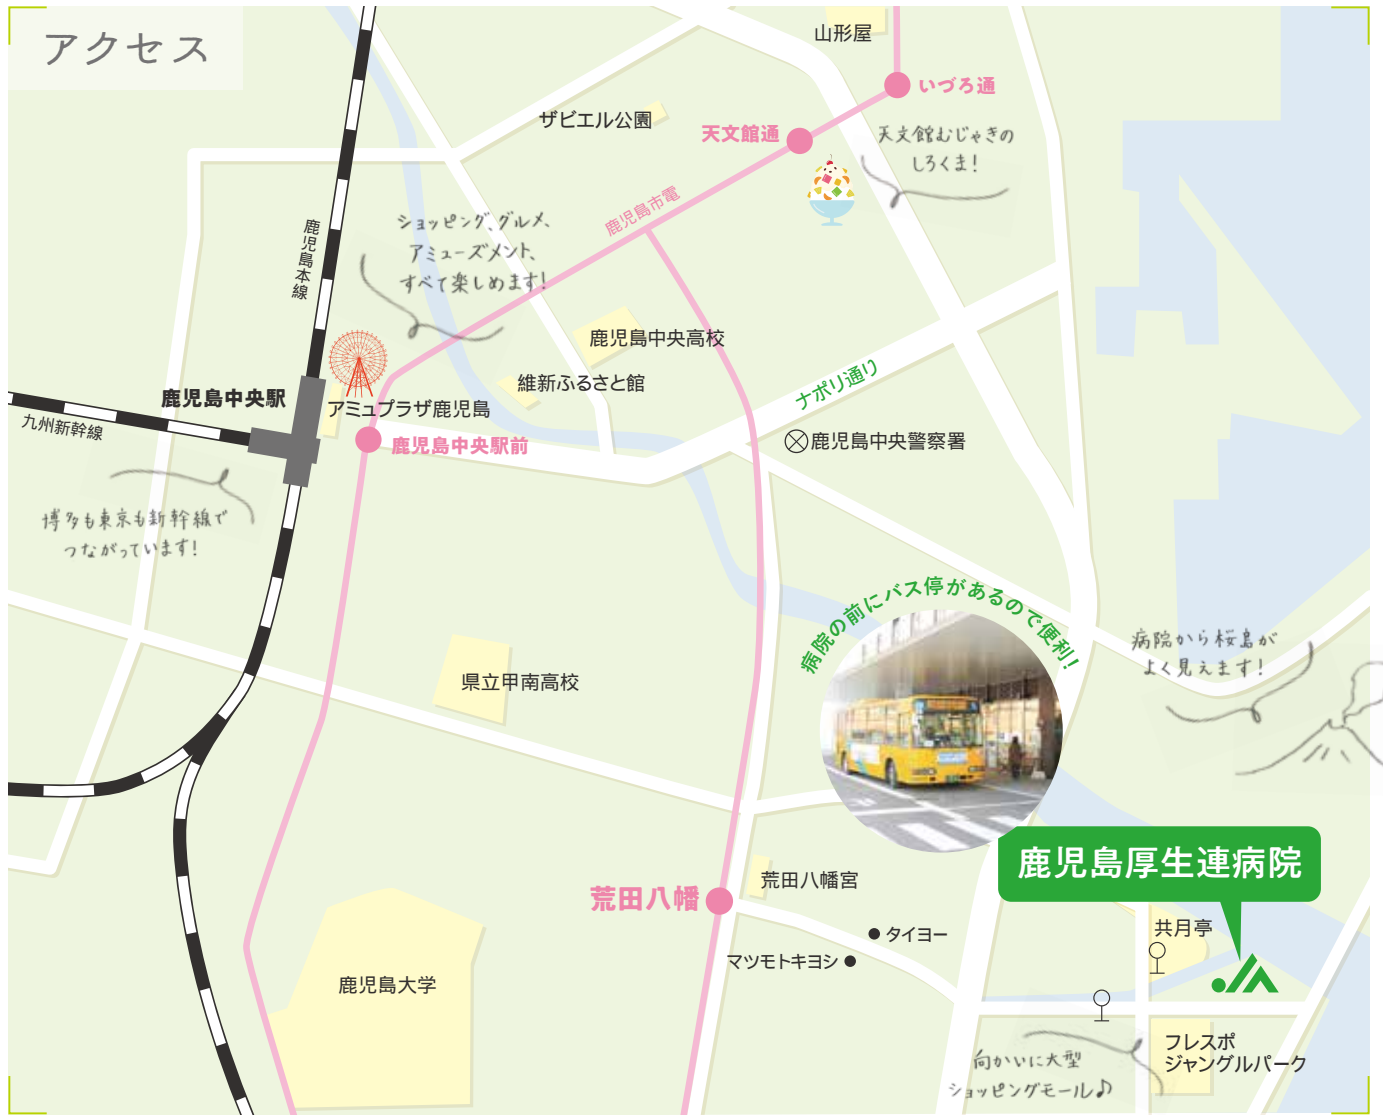 アクセス
山形屋
いづろ通
ザビエル公園
天文館通
天文館むじゃきの
しろくま!
鹿児島市電
ショッピング、グルメ、
アミューズメント、
すべて楽しめます!
鹿児島本線
鹿児島中央高校
維新ふるさと館
ナポリ通り
鹿児島中央駅
アミュプラザ鹿児島
九州新幹線
鹿児島中央駅前
鹿児島中央警察署
博多も東京も新幹線で
つながっています!
病院の前にバス停があるので便利!
病院から桜島が
よく見えます!
県立甲南高校
鹿児島厚生連病院
荒田八幡宮
荒田八幡
タイヨー
共月亭
マツモトキヨシ
鹿児島大学
フレスポ
ジャングルパーク
向かいに大型
ショッピングモール♪